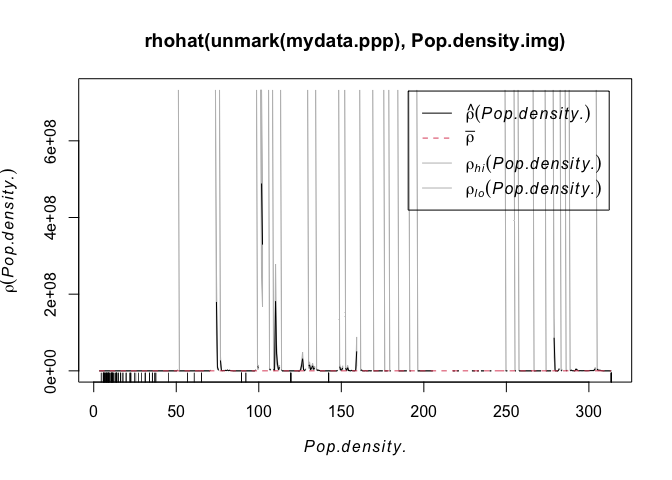 rhohat(unmark(mydata.ppp), Pop.density.img)
ρ(Pop.density.)
0e+00 2e+08 4e+08 6e+08
ρ̂(Pop.density.)
ρ̅
ρhi(Pop.density.)
ρlo(Pop.density.)
0 50 100 150 200 250 300
Pop.density.